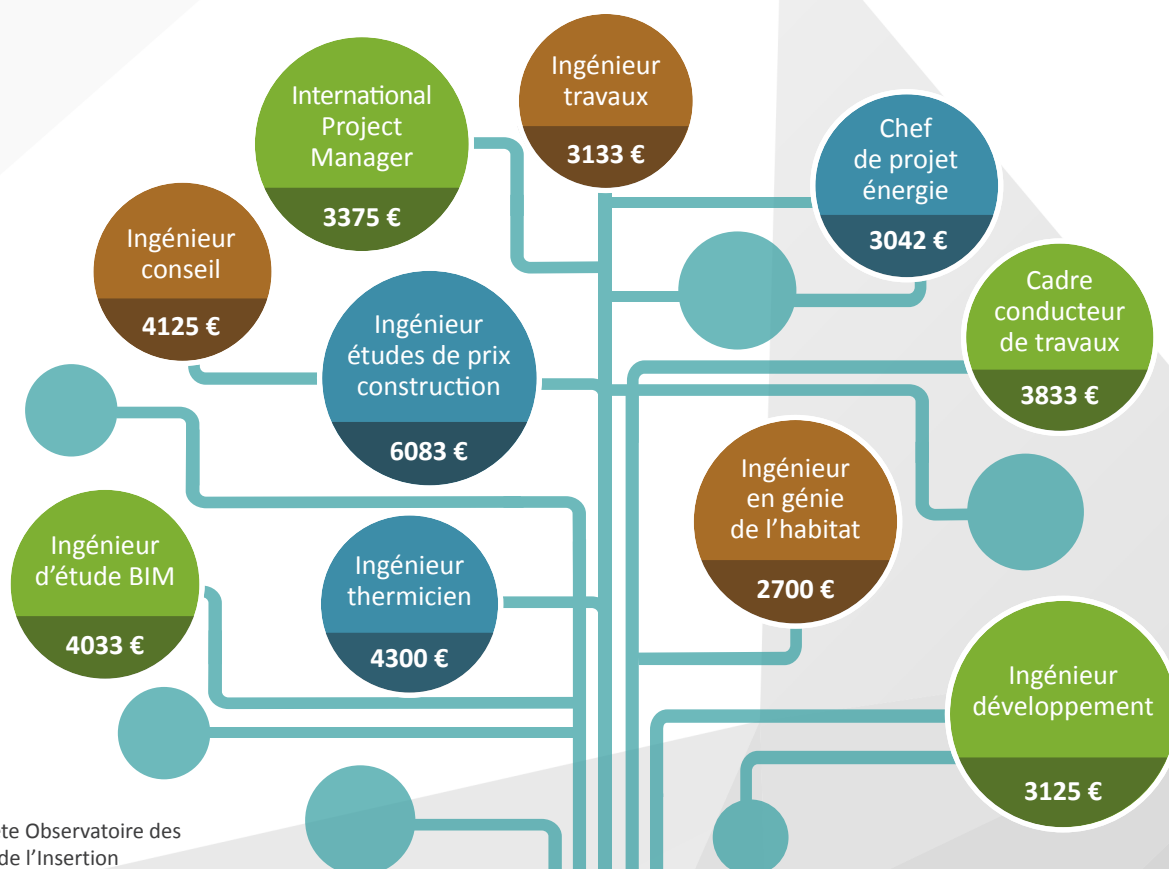 Ingénieur
travaux
3133 €
International
Project
Manager
3375 €
Chef
de projet
énergie
3042 €
Ingénieur
conseil
4125 €
Cadre
conducteur
de travaux
3833 €
Ingénieur
études de prix
construction
6083 €
Ingénieur
en génie
de l’habitat
2700 €
Ingénieur
d’étude BIM
4033 €
Ingénieur
thermicien
4300 €
Ingénieur
développement
3125 €
Observatoire des
de l’Insertion